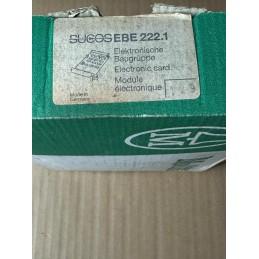 SUCOS EBE 222.1
Elektronische
Baugruppe
Electronic card
Module
électronique
Made in
Germany